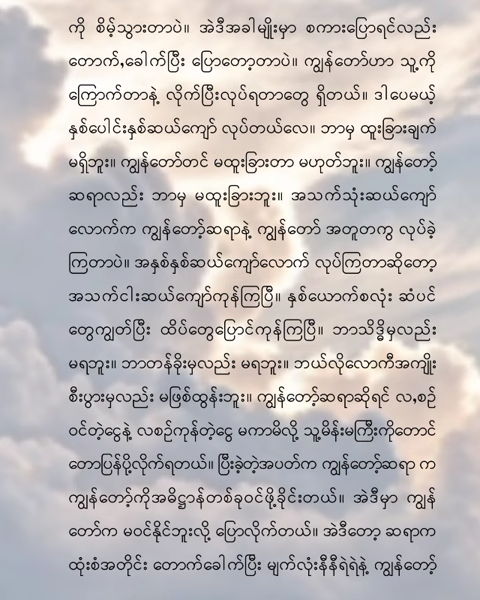 ကို စိမ့်သွားတာပဲ။ အဲဒီအခါမျိုးမှာ စကားပြောရင်လည်း
တောက်,ခေါက်ပြီး ပြောတော့တာပဲ။ ကျွန်တော်ဟာ သူ့ကို
ကြောက်တာနဲ့ လိုက်ပြီးလုပ်ရတာတွေ ရှိတယ်။ ဒါပေမယ့်
နှစ်ပေါင်းနှစ်ဆယ်ကျော် လုပ်တယ်လေ။ ဘာမှ ထူးခြားချက်
မရှိဘူး။ ကျွန်တော်တင် မထူးခြားတာ မဟုတ်ဘူး။ ကျွန်တော့်
ဆရာလည်း ဘာမှ မထူးခြားဘူး။ အသက်သုံးဆယ်ကျော်
လောက်က ကျွန်တော့်ဆရာနဲ့ ကျွန်တော် အတူတကွ လုပ်ခဲ့
ကြတာပဲ။ အနှစ်နှစ်ဆယ်ကျော်လောက် လုပ်ကြတာဆိုတော့
အသက်ငါးဆယ်ကျော်ကုန်ကြပြီ။ နှစ်ယောက်စလုံး ဆံပင်
တွေကျွတ်ပြီး ထိပ်တွေပြောင်ကုန်ကြပြီ။ ဘာသိဒ္ဓိမှလည်း
မရဘူး။ ဘာတန်ခိုးမှလည်း မရဘူး။ ဘယ်လိုလောကီအကျိုး
စီးပွားမှလည်း မဖြစ်ထွန်းဘူး။ ကျွန်တော့်ဆရာဆိုရင် လ,စဉ်
ဝင်တဲ့ငွေနဲ့ လစဉ်ကုန်တဲ့ငွေ မကာမိလို့ သူ့မိန်းမကြီးကိုတောင်
တောပြန်ပို့လိုက်ရတယ်။ ပြီးခဲ့တဲ့အပတ်က ကျွန်တော့်ဆရာ က
ကျွန်တော့်ကိုအဓိဋ္ဌာန်တစ်ခုဝင်ဖို့ခိုင်းတယ်။ အဲဒီမှာ ကျွန်
တော်က မဝင်နိုင်ဘူးလို့ ပြောလိုက်တယ်။ အဲဒီတော့ ဆရာက
ထုံးစံအတိုင်း တောက်ခေါက်ပြီး မျက်လုံးနီနီရဲရဲနဲ့ ကျွန်တော့်